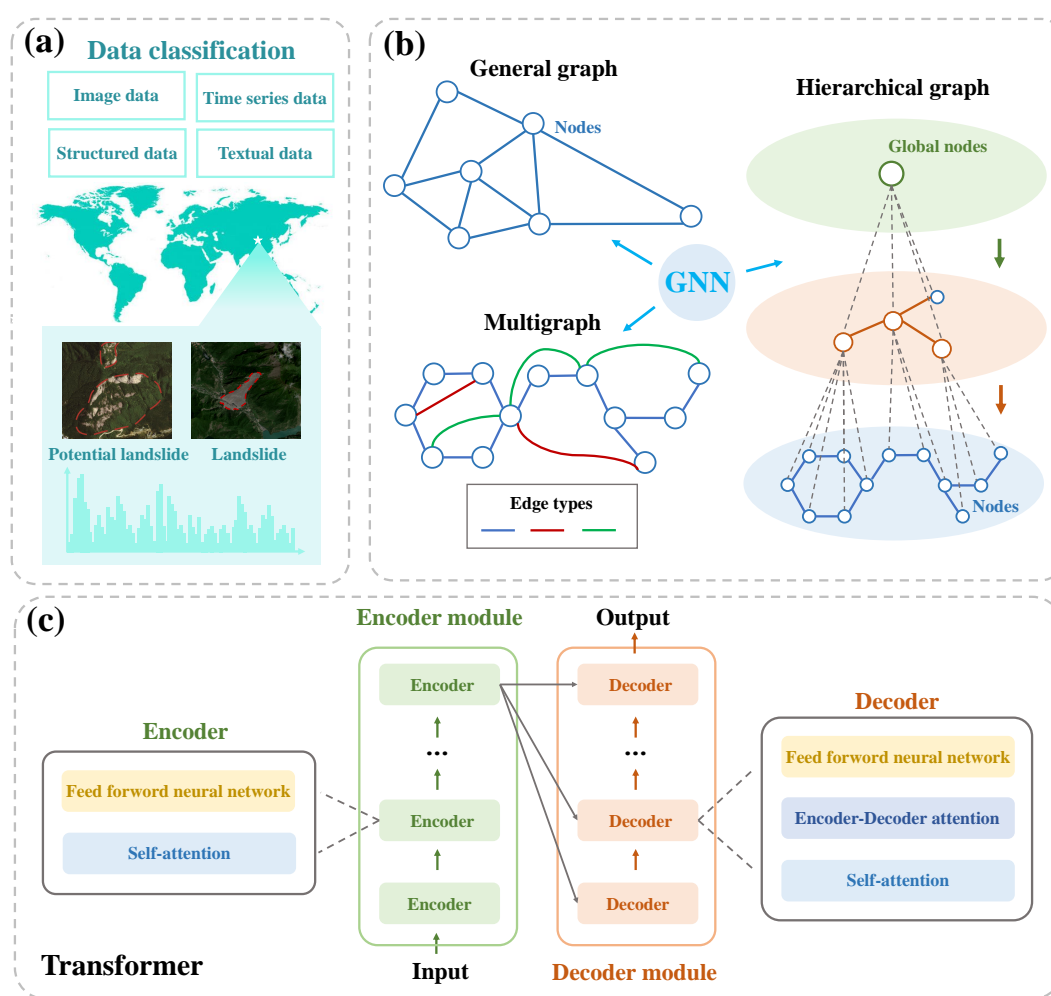 (a)
Data classification
Image data
Time series data
Structured data
Textual data
Potential landslide
Landslide
(b)
General graph
Nodes
Hierarchical graph
Global nodes
GNN
Multigraph
Edge types
Nodes
(c)
Encoder module
Output
Encoder
Decoder
Encoder
Decoder
...
...
Feed forword neural network
Feed forword neural network
Encoder
Decoder
Encoder-Decoder attention
Self-attention
Self-attention
Encoder
Decoder
Transformer
Input
Decoder module